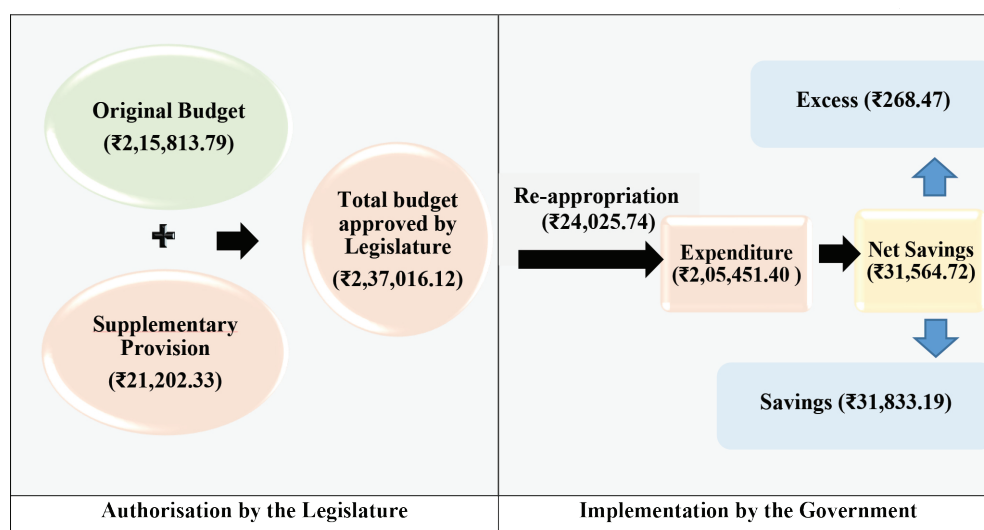 Original Budget
(₹2,15,813.79)
+
Supplementary
Provision
(₹21,202.33)
Total budget
approved by
Legislature
(₹2,37,016.12)
Authorisation by the Legislature
Re-appropriation
(₹24,025.74)
Expenditure
(₹2,05,451.40 )
Net Savings
(₹31,564.72)
Excess (₹268.47)
Savings (₹31,833.19)
Implementation by the Government